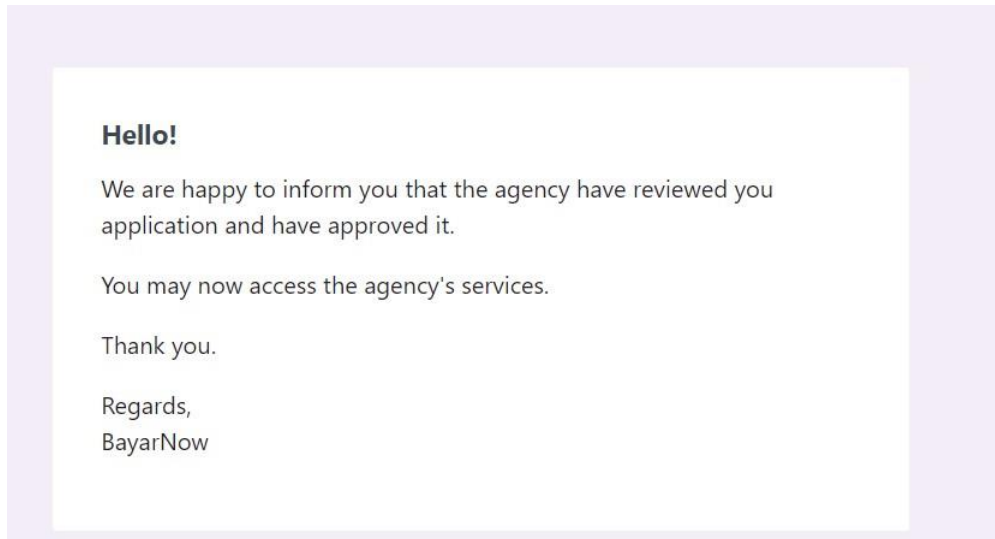 Hello!
We are happy to inform you that the agency have reviewed you
application and have approved it.
You may now access the agency's services.
Thank you.
Regards,
BayarNow